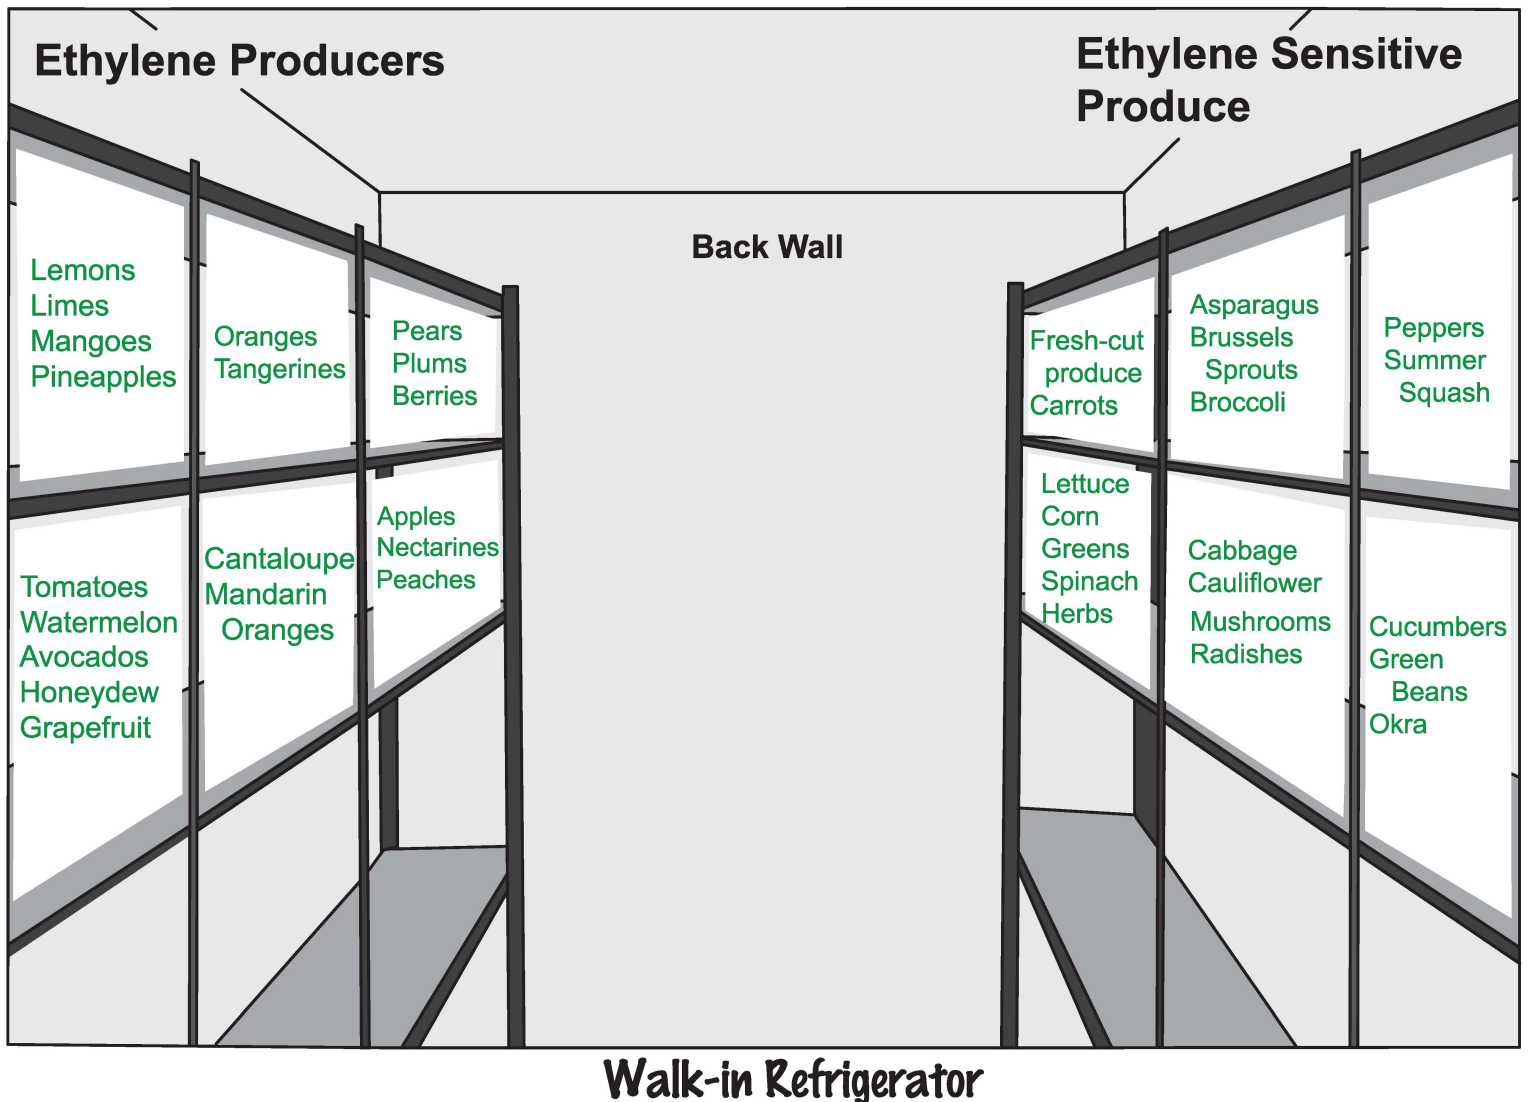 Ethylene Producers
Ethylene Sensitive
Produce
Back Wall
Lemons
Limes
Mangoes
Pineapples
Oranges
Tangerines
Pears
Plums
Berries
Tomatoes
Watermelon
Avocados
Honeydew
Grapefruit
Cantaloupe
Mandarin
Oranges
Apples
Nectarines
Peaches
Fresh-cut
produce
Carrots
Asparagus
Brussels
Sprouts
Broccoli
Peppers
Summer
Squash
Lettuce
Corn
Greens
Spinach
Herbs
Cabbage
Cauliflower
Mushrooms
Radishes
Cucumbers
Green
Beans
Okra
Walk-in Refrigerator